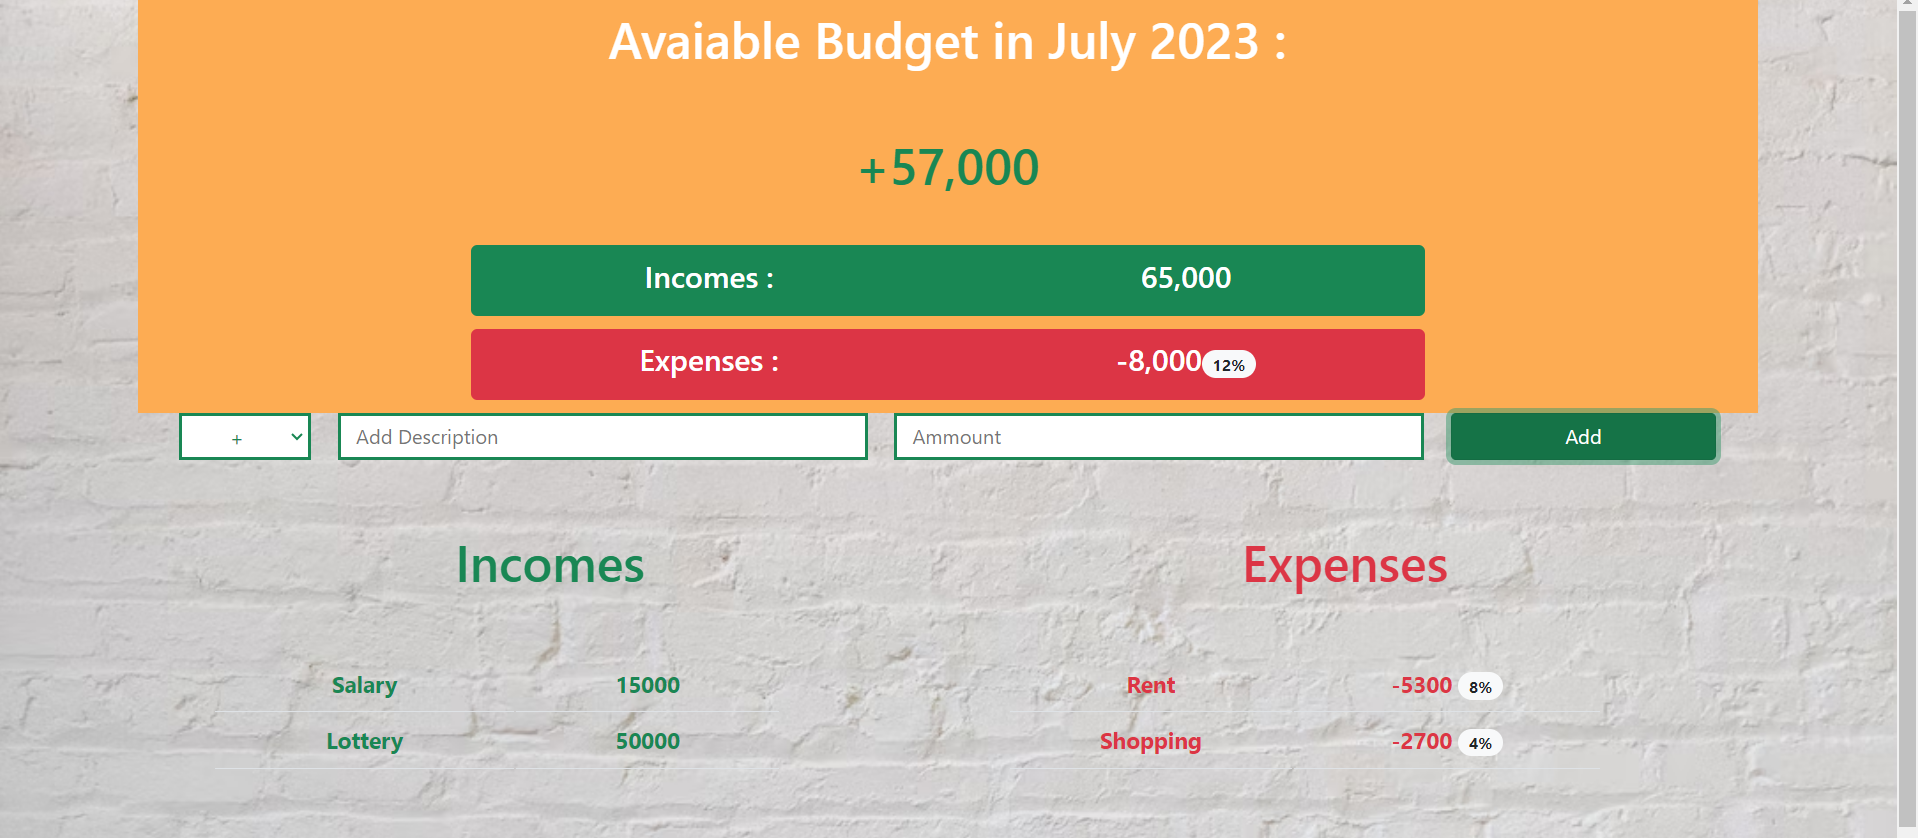 Avaiable Budget in July 2023 :
+57,000
Incomes : 65,000
Expenses : -8,000 12%
+ Add Description Ammount Add
Incomes Expenses
Salary 15000 Rent -5300 8%
Lottery 50000 Shopping -2700 4%